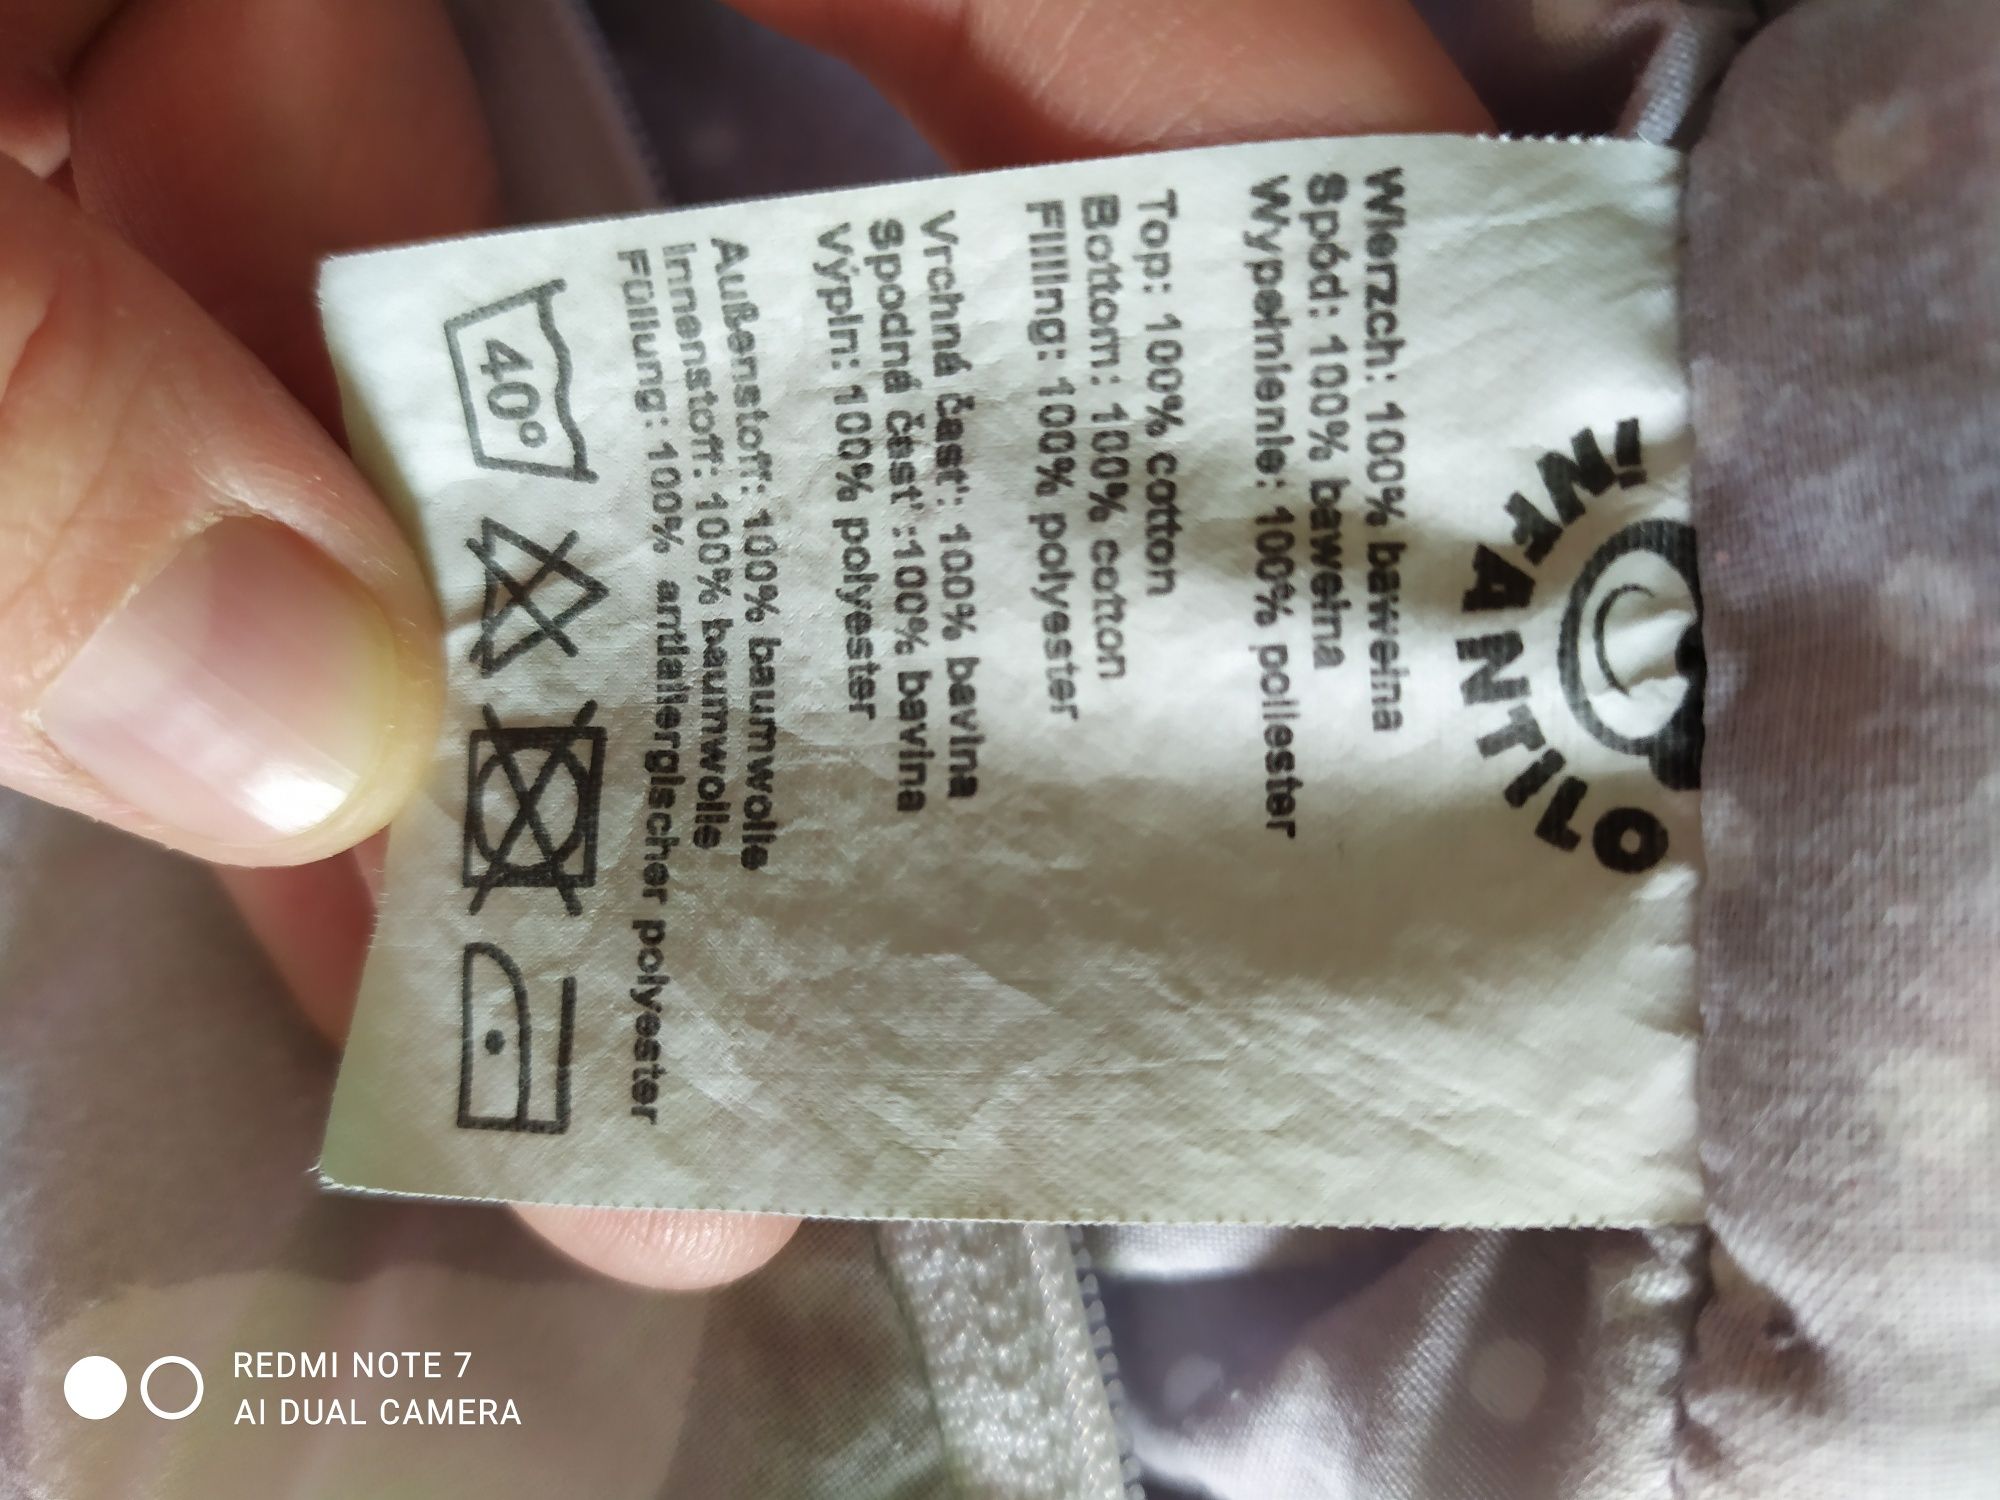 INFANTILO
Wierzch: 100% bawełna
Spód: 100% bawełna
Wypełnienie: 100% poliester
Top: 100% cotton
Bottom: 100% cotton
Filling: 100% polyester
Vrchná časť: 100% bavlna
Spodná časť:100% bavlna
Výpln: 100% polyester
Außenstoff: 100% baumwolle
Innenstoff: 100% baumwolle
Füllung: 100% antiallergischer polyester
40°
REDMI NOTE 7
AI DUAL CAMERA